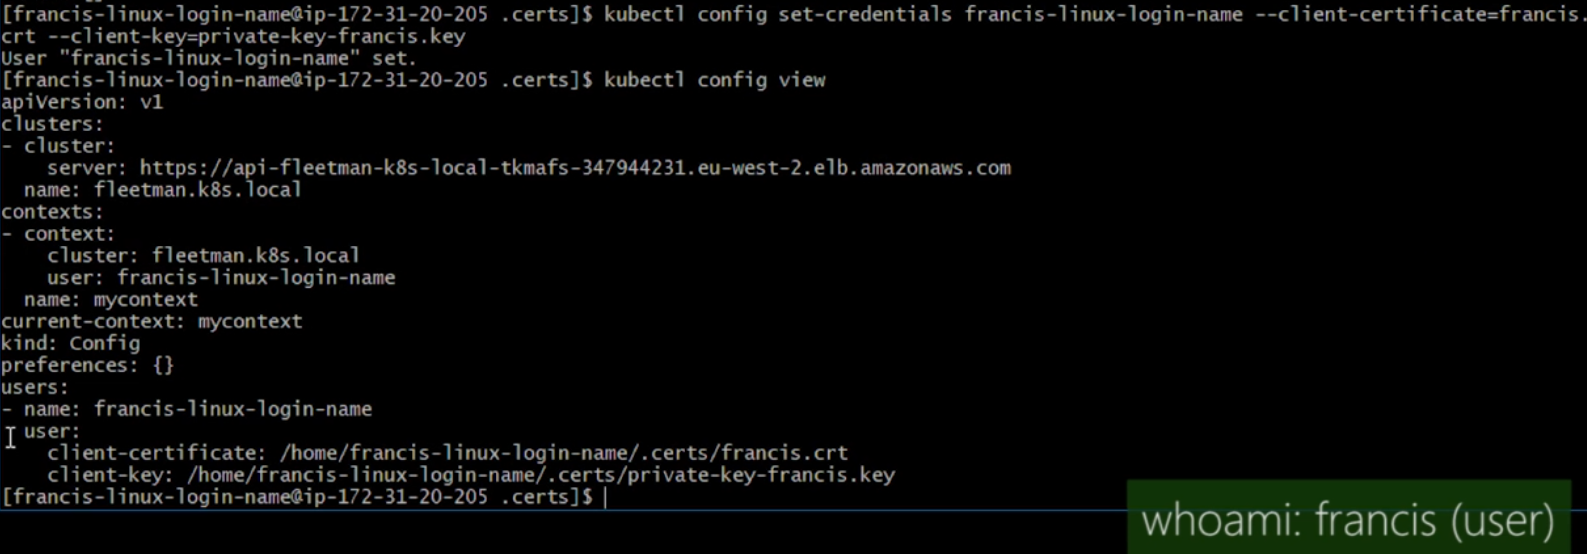 [francis-linux-login-name@ip-172-31-20-205 .certs]$ kubectl config set-credentials francis-linux-login-name --client-certificate=francis.
crt --client-key=private-key-francis.key
User "francis-linux-login-name" set.
[francis-linux-login-name@ip-172-31-20-205 .certs]$ kubectl config view
apiVersion: v1
clusters:
- cluster:
    server: https://api-fleetman-k8s-local-tkmafs-347944231.eu-west-2.elb.amazonaws.com
  name: fleetman.k8s.local
contexts:
- context:
    cluster: fleetman.k8s.local
    user: francis-linux-login-name
  name: mycontext
current-context: mycontext
kind: Config
preferences: {}
users:
- name: francis-linux-login-name
  user:
    client-certificate: /home/francis-linux-login-name/.certs/francis.crt
    client-key: /home/francis-linux-login-name/.certs/private-key-francis.key
[francis-linux-login-name@ip-172-31-20-205 .certs]$
whoami: francis (user)